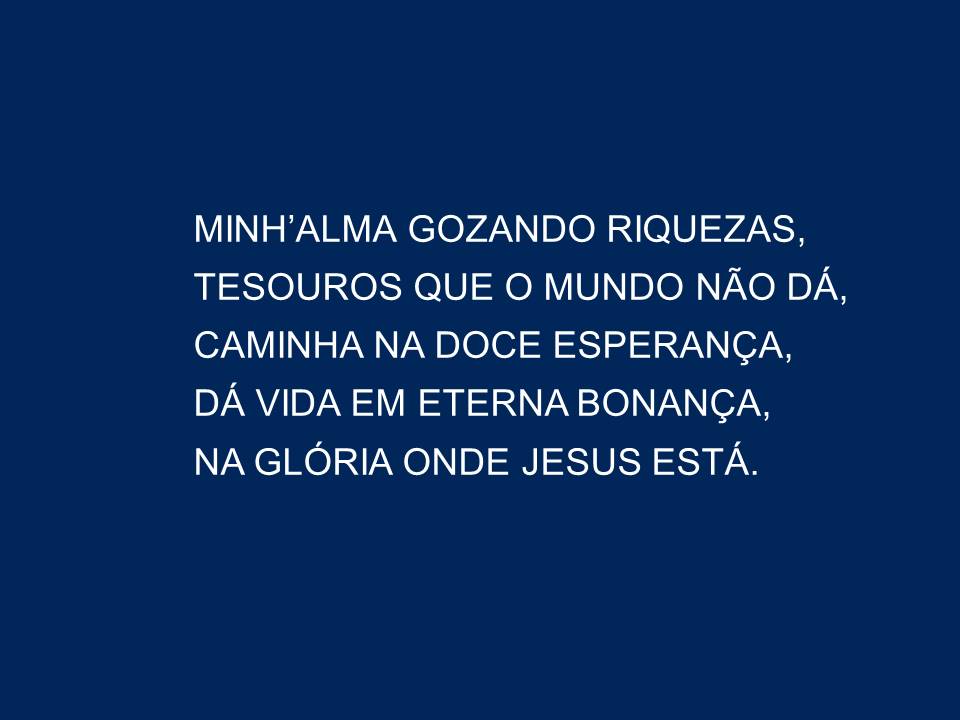 MINH’ALMA GOZANDO RIQUEZAS,
TESOUROS QUE O MUNDO NÃO DÁ,
CAMINHA NA DOCE ESPERANÇA,
DÁ VIDA EM ETERNA BONANÇA,
NA GLÓRIA ONDE JESUS ESTÁ.